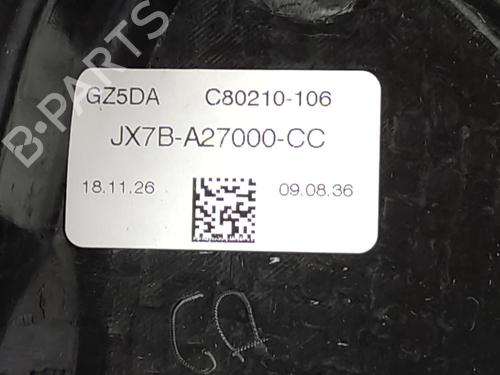 B-PARTS
GZ5DA C80210-106
JX7B-A27000-CC
18.11.26 09.08.36